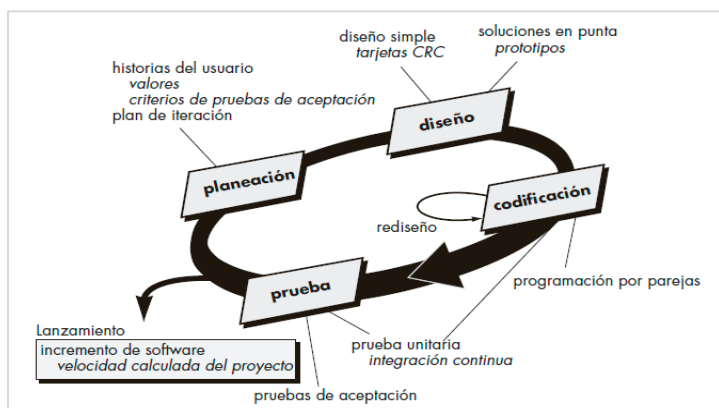 diseño simple
tarjetas CRC
soluciones en punta
prototipos
historias del usuario
valores
criterios de pruebas de aceptación
plan de iteración
diseño
planeación
codificación
rediseño
prueba
programación por parejas
Lanzamiento
incremento de software
velocidad calculada del proyecto
prueba unitaria
integración continua
pruebas de aceptación